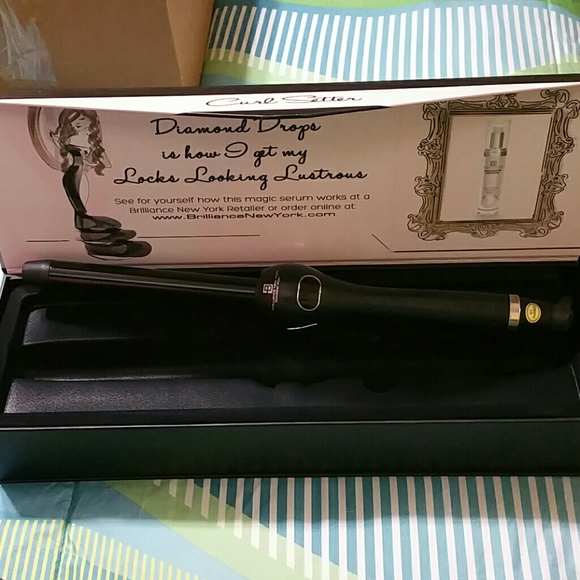 Curl Setter
Diamond Drops
is how I get my
Locks Looking Lustrous
See for yourself how this magic serum works at a
Brilliance New York Retailer or order online at:
www.BrillianceNewYork.com